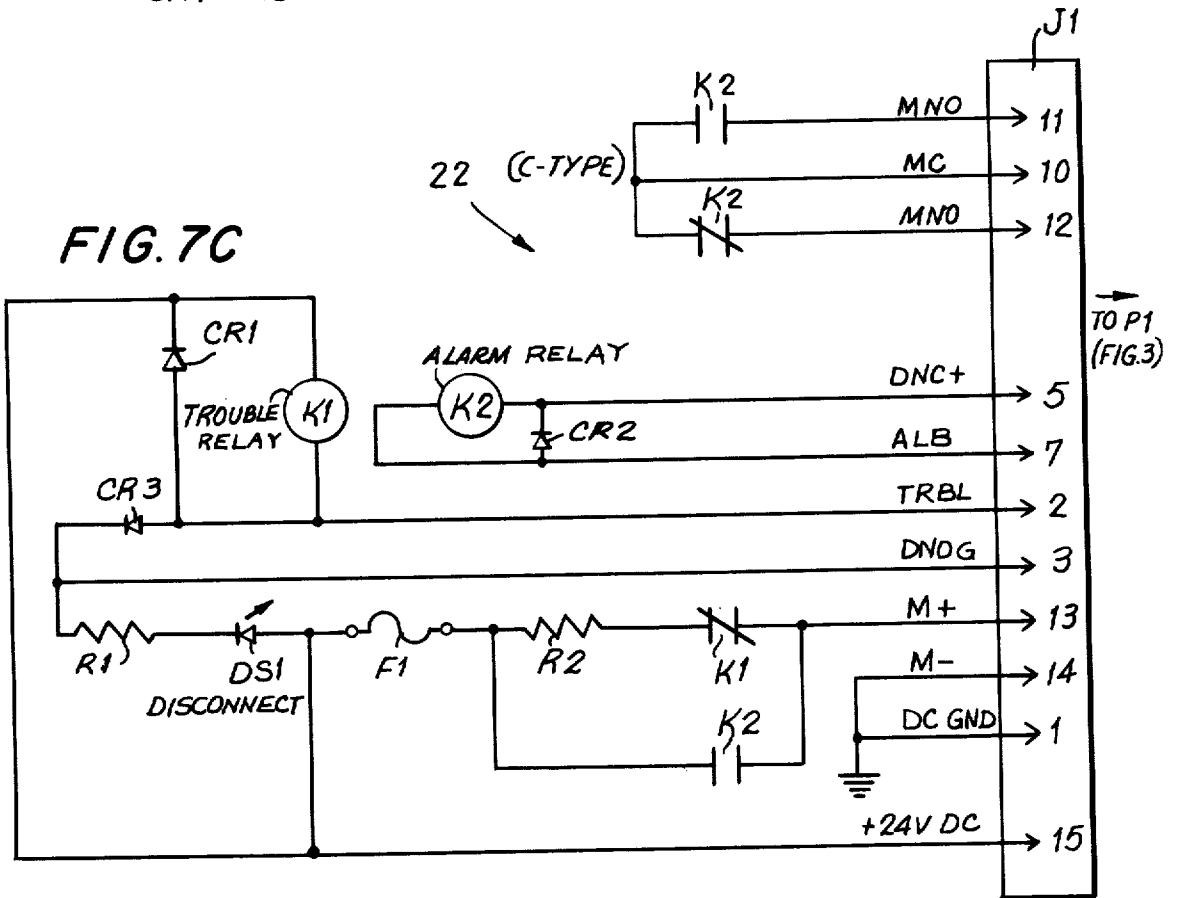 J1
K2
MNO
11
22
(C-TYPE)
MC
10
K2
MNO
12
FIG. 7C
TO P1
(FIG.3)
CR1
ALARM RELAY
DNC+
5
TROUBLE
RELAY
K1
K2
CR2
ALB
7
CR3
TRBL
2
DNOG
3
M+
13
R1
DS1
DISCONNECT
F1
R2
K1
M-
14
K2
DC GND
1
+24V DC
15